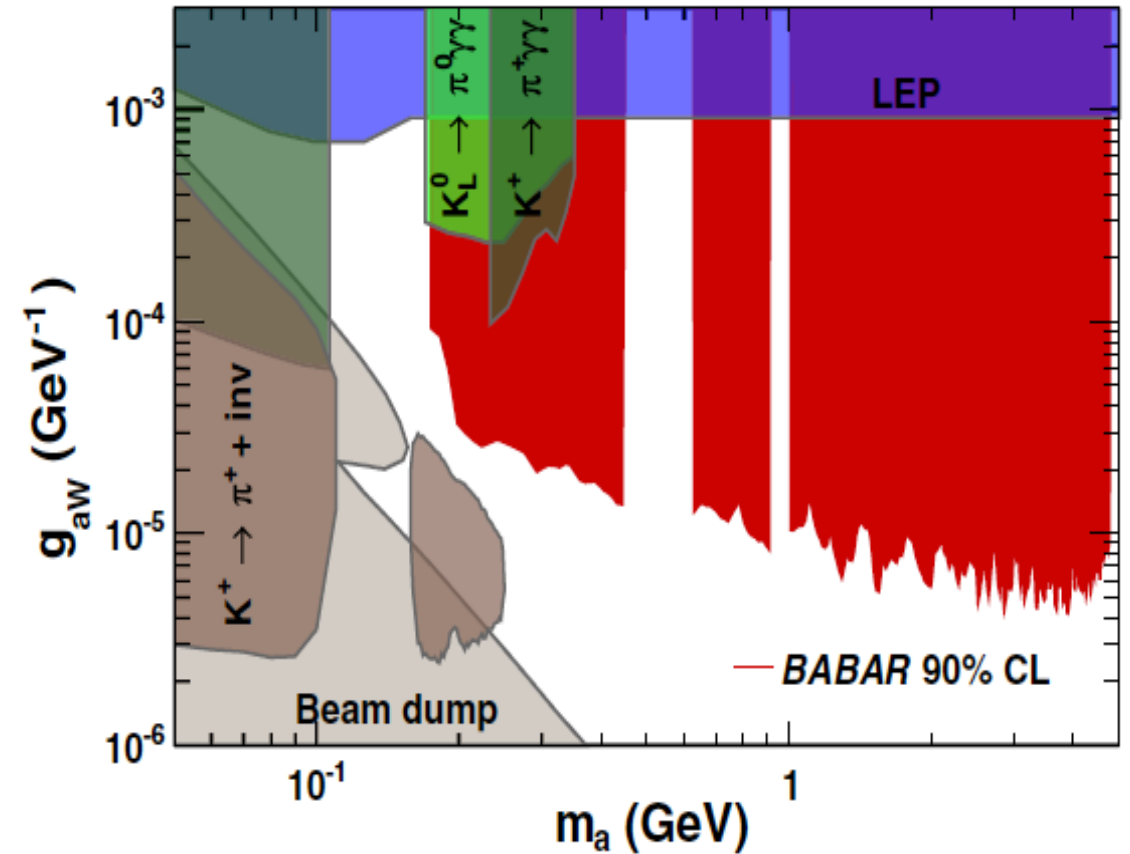 K⁰_L → π⁰γγ
K⁺ → π⁺γγ
LEP
10⁻³
10⁻⁴
10⁻⁵
10⁻⁶
g_aW (GeV⁻¹)
K⁺ → π⁺ + inv
Beam dump
BABAR 90% CL
10⁻¹
1
m_a (GeV)